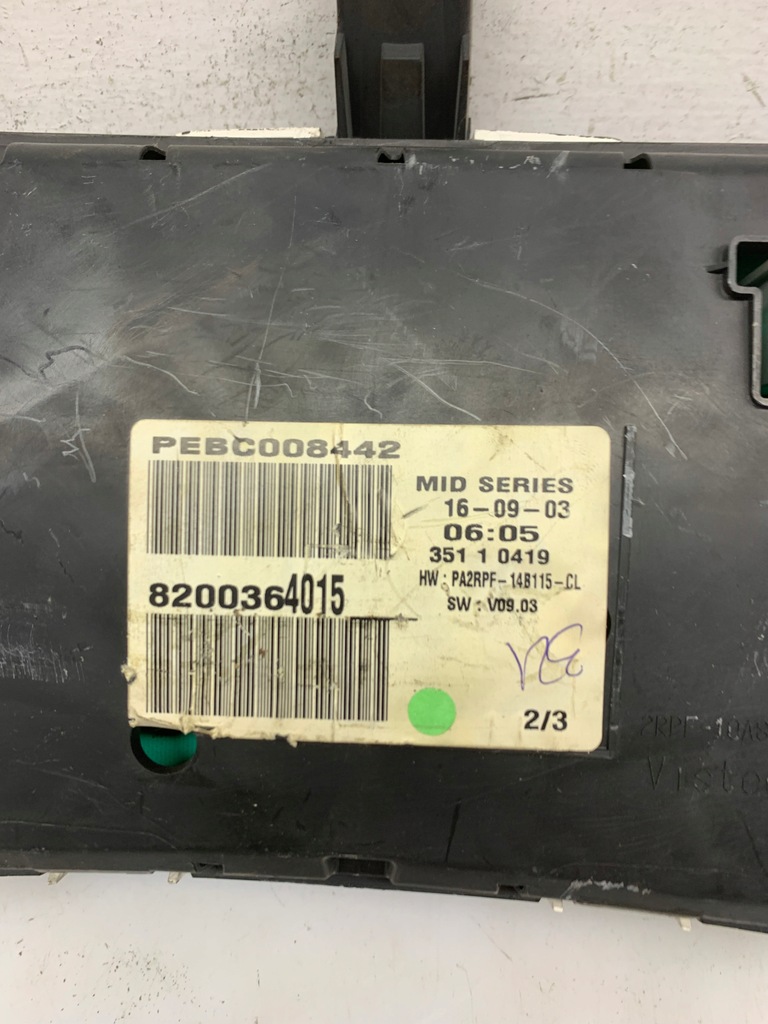 PEBC008442
MID SERIES
16-09-03
06:05
351 1 0419
HW : PA2RPF-14B115-CL
8200364015
SW : V09.03
2/3